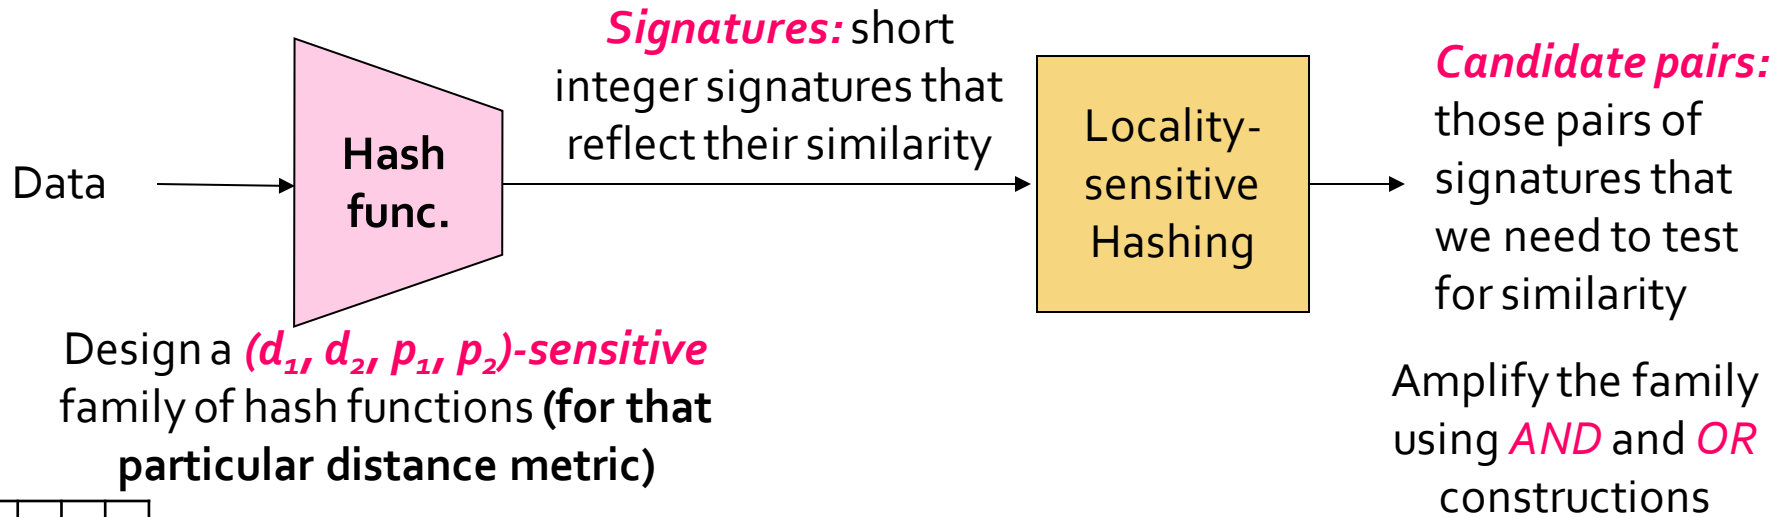 Data
Hash
func.
Signatures: short
integer signatures that
reflect their similarity
Locality-
sensitive
Hashing
Candidate pairs:
those pairs of
signatures that
we need to test
for similarity
Design a (d₁, d₂, p₁, p₂)-sensitive
family of hash functions (for that
particular distance metric)
Amplify the family
using AND and OR
constructions